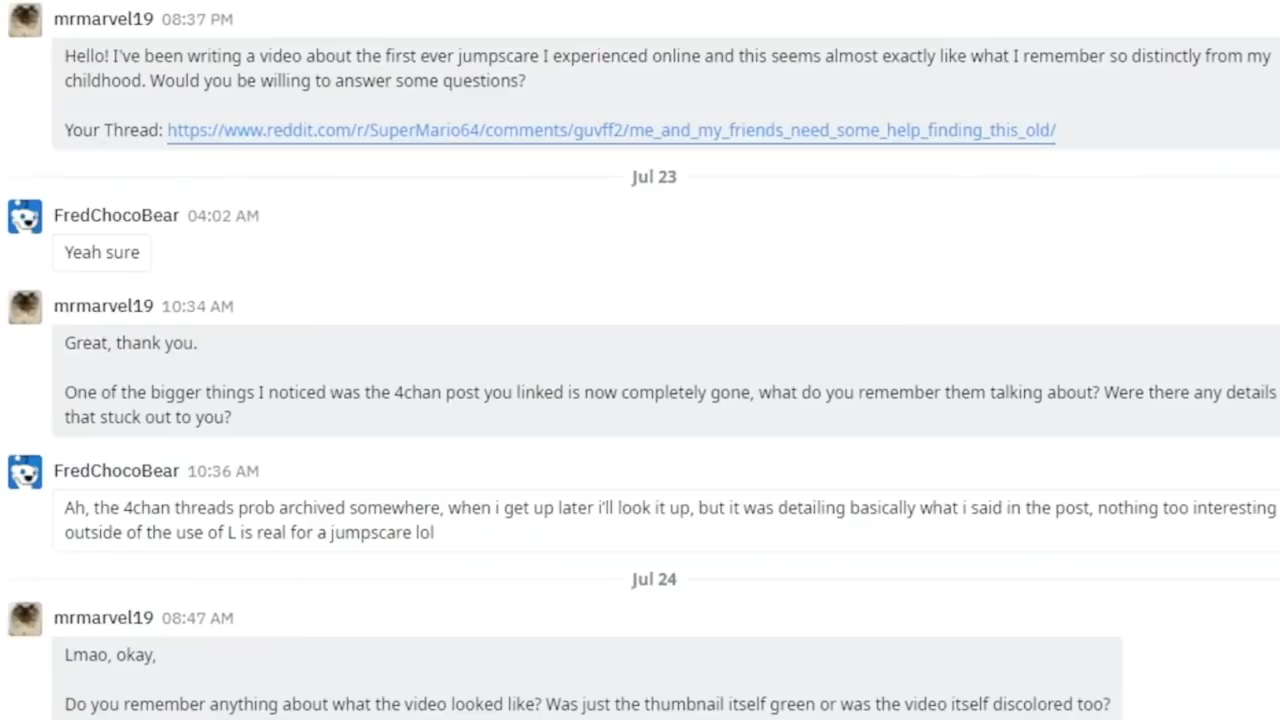 mrmarvel19 08:37 PM
Hello! I've been writing a video about the first ever jumpscare I experienced online and this seems almost exactly like what I remember so distinctly from my
childhood. Would you be willing to answer some questions?
Your Thread: https://www.reddit.com/r/SuperMario64/comments/guvff2/me_and_my_friends_need_some_help_finding_this_old/
Jul 23
FredChocoBear 04:02 AM
Yeah sure
mrmarvel19 10:34 AM
Great, thank you.
One of the bigger things I noticed was the 4chan post you linked is now completely gone, what do you remember them talking about? Were there any details
that stuck out to you?
FredChocoBear 10:36 AM
Ah, the 4chan threads prob archived somewhere, when i get up later i'll look it up, but it was detailing basically what i said in the post, nothing too interesting
outside of the use of L is real for a jumpscare lol
Jul 24
mrmarvel19 08:47 AM
Lmao, okay,
Do you remember anything about what the video looked like? Was just the thumbnail itself green or was the video itself discolored too?